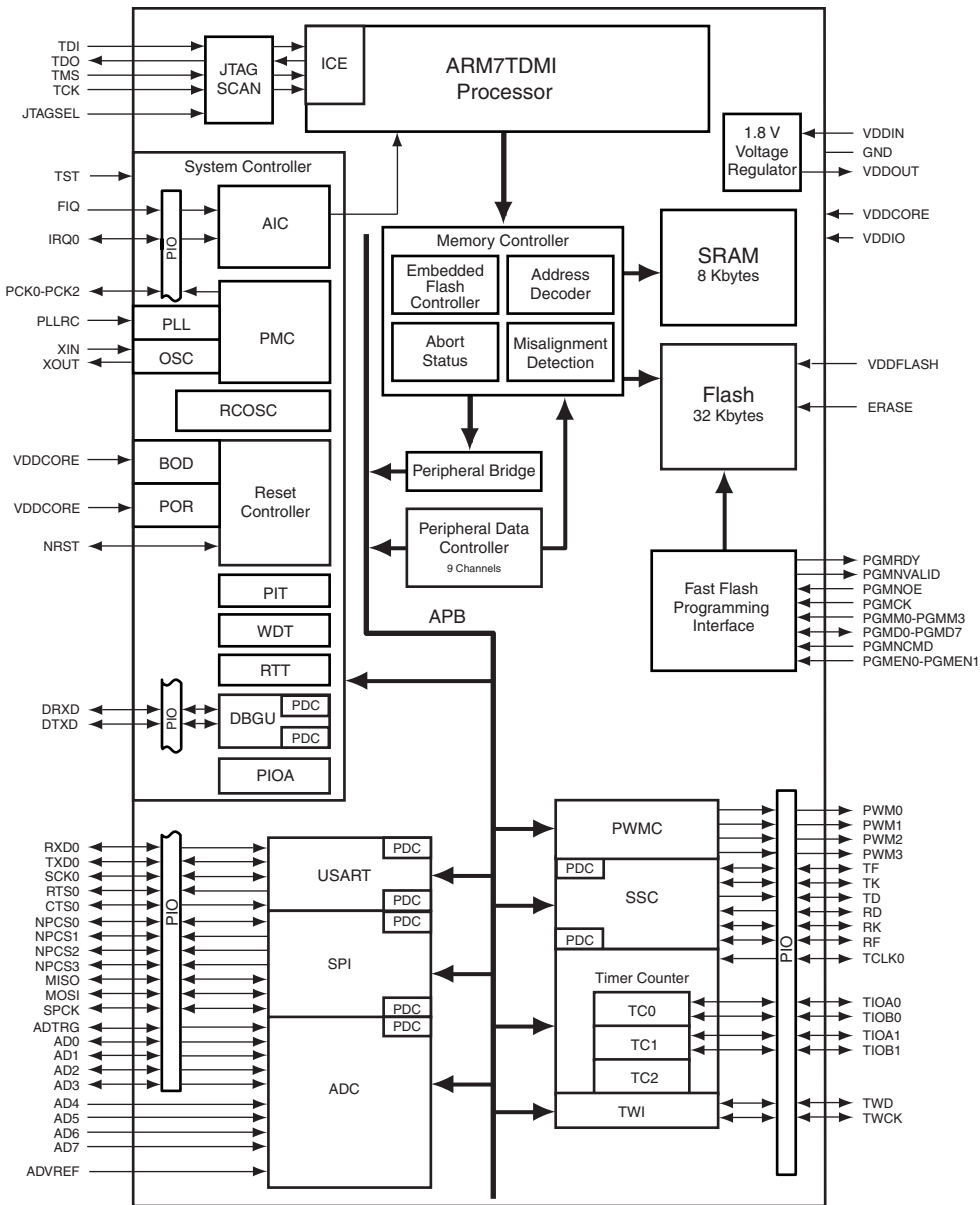 TDI
TDO
TMS
TCK
JTAGSEL
JTAG
SCAN
ICE
ARM7TDMI
Processor
1.8 V
Voltage
Regulator
VDDIN
GND
VDDOUT
VDDCORE
VDDIO
System Controller
TST
FIQ
IRQ0
PIO
AIC
PCK0-PCK2
PLLRC
XIN
XOUT
PLL
OSC
PMC
RCOSC
VDDCORE
BOD
VDDCORE
POR
NRST
Reset
Controller
PIT
WDT
RTT
DRXD
DTXD
PIO
DBGU
PDC
PDC
PIOA
Memory Controller
Embedded
Flash
Controller
Address
Decoder
Abort
Status
Misalignment
Detection
SRAM
8 Kbytes
Flash
32 Kbytes
VDDFLASH
ERASE
Peripheral Bridge
Peripheral Data
Controller
9 Channels
APB
Fast Flash
Programming
Interface
PGMRDY
PGMNVALID
PGMNOE
PGMCK
PGMM0-PGMM3
PGMD0-PGMD7
PGMNCMD
PGMEN0-PGMEN1
RXD0
TXD0
SCK0
RTS0
CTS0
NPCS0
NPCS1
NPCS2
NPCS3
MISO
MOSI
SPCK
ADTRG
AD0
AD1
AD2
AD3
AD4
AD5
AD6
AD7
ADVREF
PIO
PDC
USART
PDC
PDC
SPI
PDC
PDC
ADC
PWMC
PDC
SSC
PDC
Timer Counter
TC0
TC1
TC2
TWI
PIO
PWM0
PWM1
PWM2
PWM3
TF
TK
TD
RD
RK
RF
TCLK0
TIOA0
TIOB0
TIOA1
TIOB1
TWD
TWCK